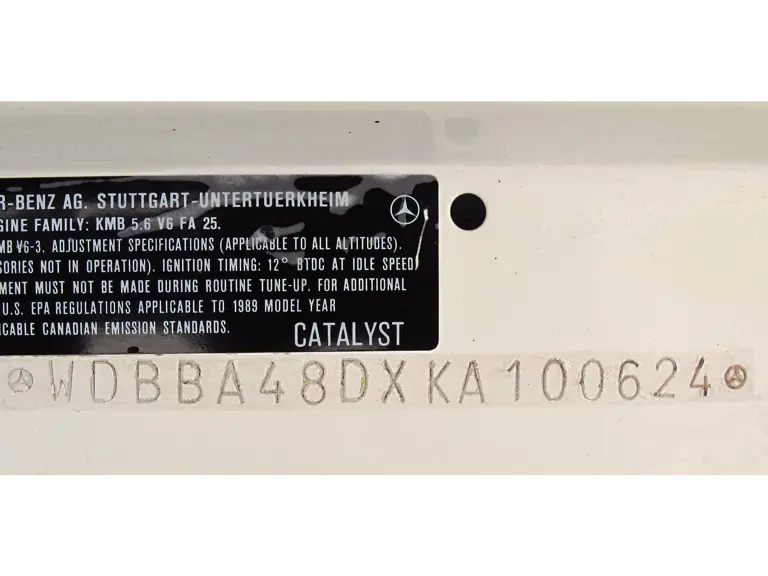 R-BENZ AG. STUTTGART-UNTERTUERKHEIM
GINE FAMILY: KMB 5.6 V6 FA 25.
MB V6-3. ADJUSTMENT SPECIFICATIONS (APPLICABLE TO ALL ALTITUDES).
SORIES NOT IN OPERATION). IGNITION TIMING: 12° BTDC AT IDLE SPEED
MENT MUST NOT BE MADE DURING ROUTINE TUNE-UP. FOR ADDITIONAL
U.S. EPA REGULATIONS APPLICABLE TO 1989 MODEL YEAR
ICABLE CANADIAN EMISSION STANDARDS.
CATALYST
WDBBA48DXKA100624